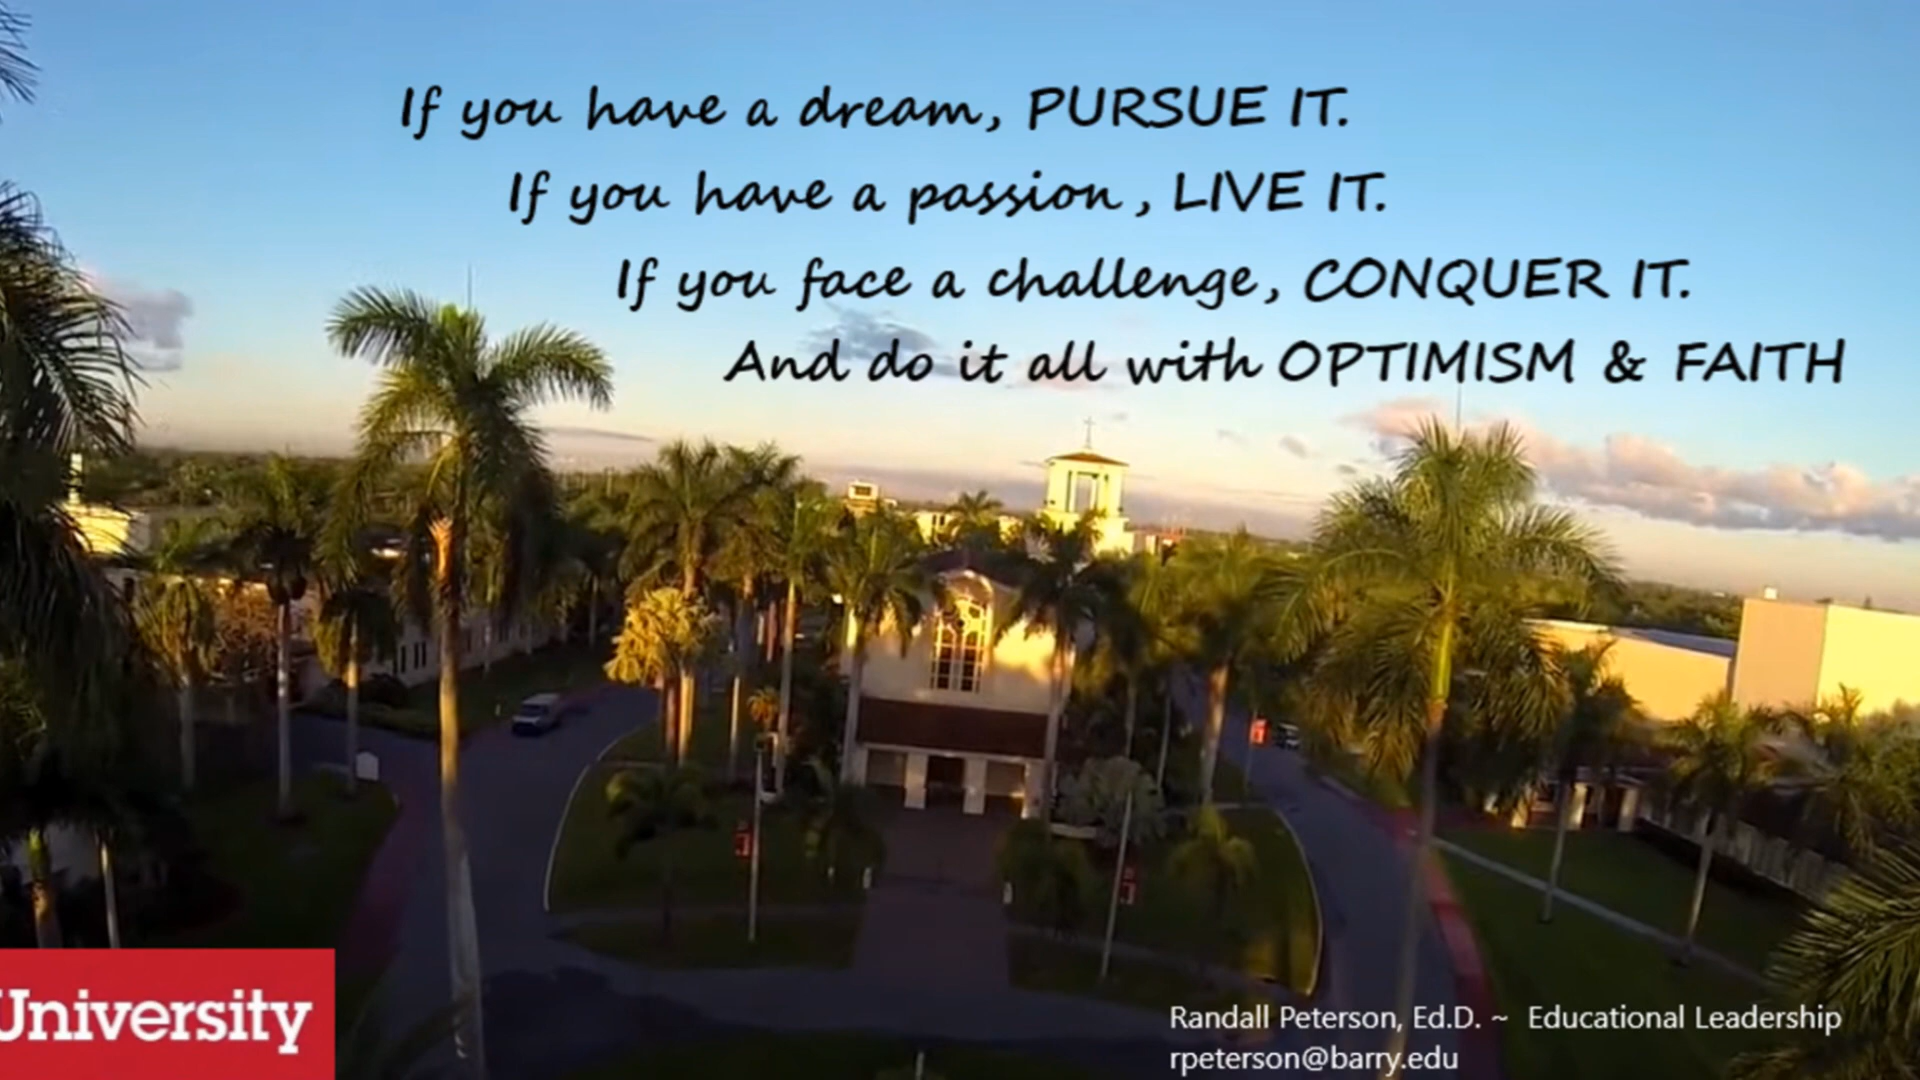 If you have a dream, PURSUE IT.
If you have a passion, LIVE IT.
If you face a challenge, CONQUER IT.
And do it all with OPTIMISM & FAITH
University
Randall Peterson, Ed.D. ~ Educational Leadership
rpeterson@barry.edu